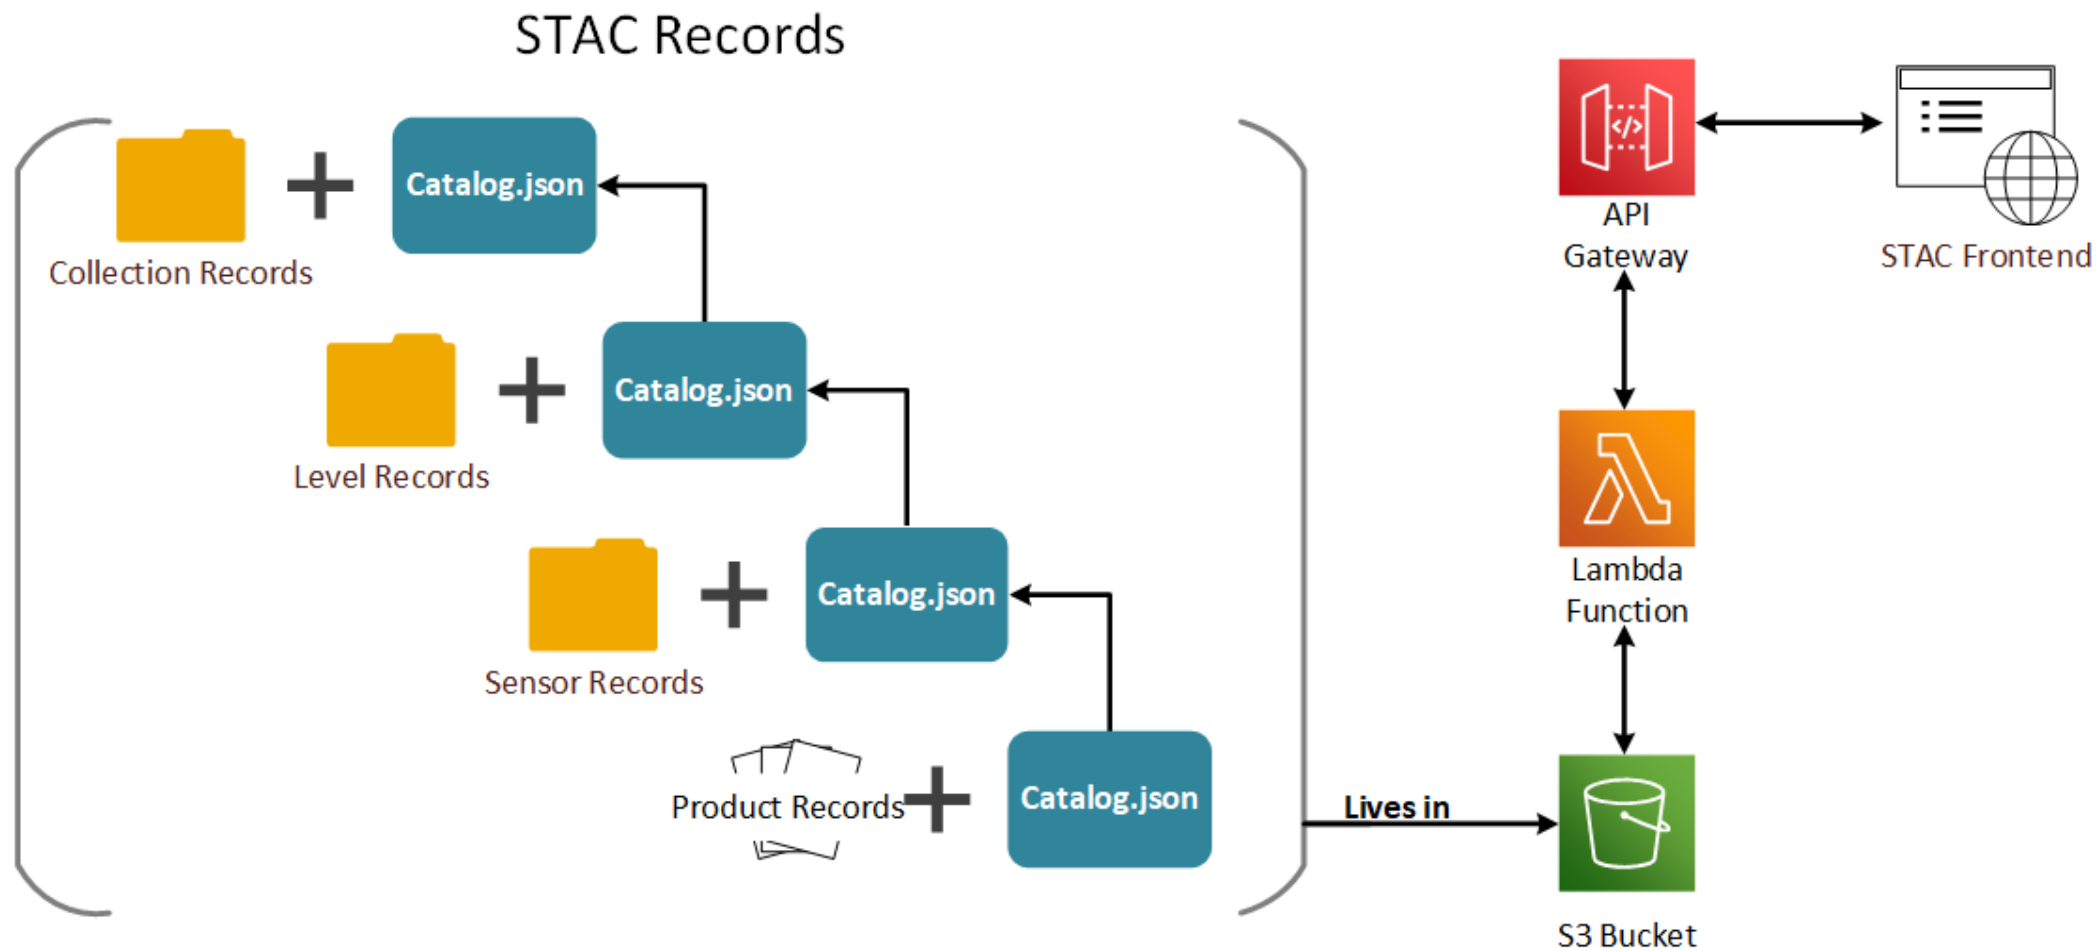 STAC Records
Catalog.json
Collection Records
Catalog.json
Level Records
Catalog.json
Sensor Records
Product Records
Catalog.json
Lives in
</>
API
Gateway
STAC Frontend
Lambda
Function
S3 Bucket